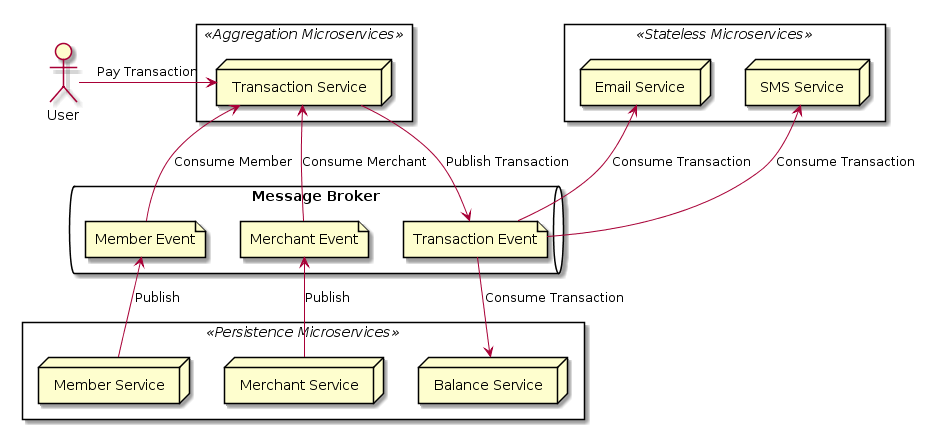 «Aggregation Microservices»
«Stateless Microservices»
Pay Transaction
Transaction Service
Email Service
SMS Service
User
Consume Member
Consume Merchant
Publish Transaction
Consume Transaction
Consume Transaction
Message Broker
Member Event
Merchant Event
Transaction Event
Publish
Publish
Consume Transaction
«Persistence Microservices»
Member Service
Merchant Service
Balance Service